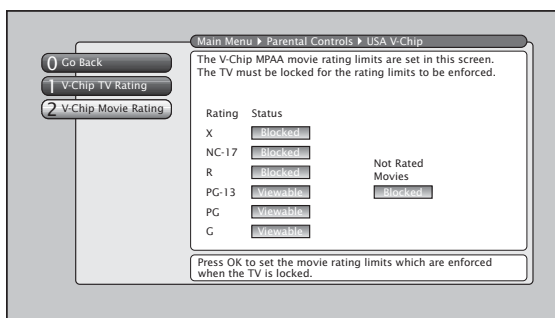 Main Menu ▶ Parental Controls ▶ USA V-Chip
0 Go Back
1 V-Chip TV Rating
2 V-Chip Movie Rating
The V-Chip MPAA movie rating limits are set in this screen.
The TV must be locked for the rating limits to be enforced.
Rating Status
X Blocked
NC-17 Blocked
R Blocked
PG-13 Viewable
PG Viewable
G Viewable
Not Rated
Movies
Blocked
Press OK to set the movie rating limits which are enforced
when the TV is locked.